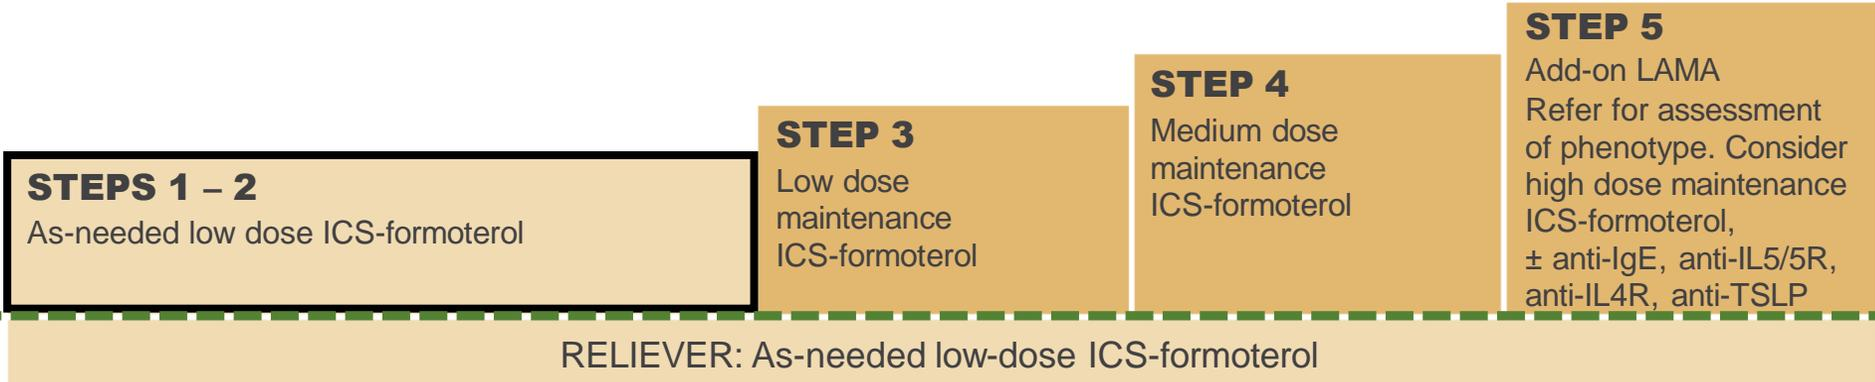 STEPS 1 – 2
As-needed low dose ICS-formoterol
STEP 3
Low dose
maintenance
ICS-formoterol
STEP 4
Medium dose
maintenance
ICS-formoterol
STEP 5
Add-on LAMA
Refer for assessment
of phenotype. Consider
high dose maintenance
ICS-formoterol,
± anti-IgE, anti-IL5/5R,
anti-IL4R, anti-TSLP
RELIEVER: As-needed low-dose ICS-formoterol